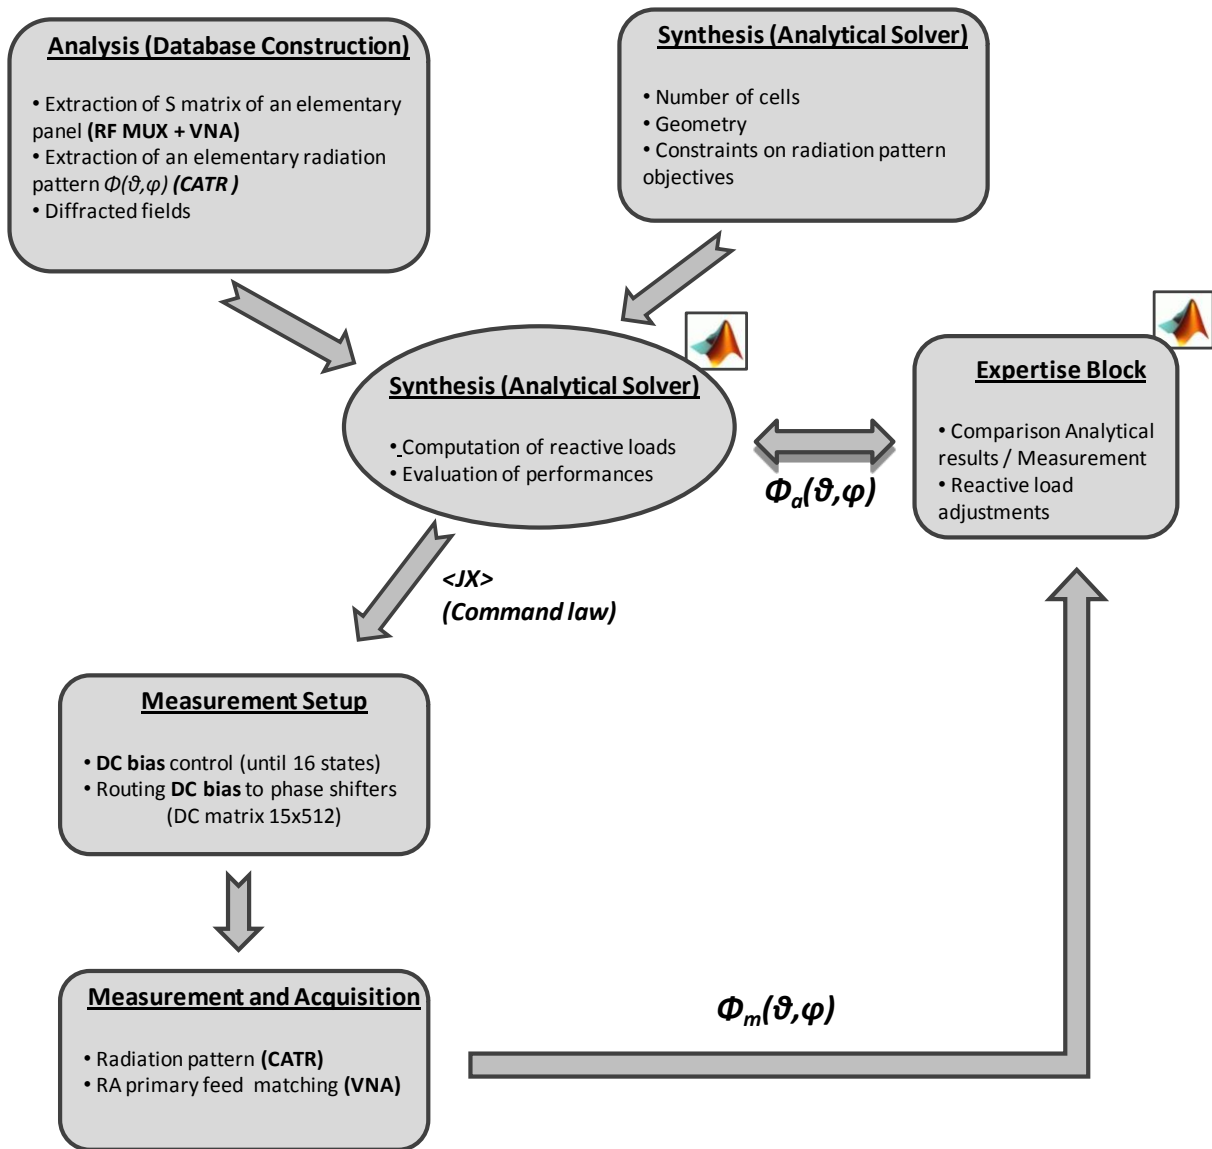 Analysis (Database Construction)
• Extraction of S matrix of an elementary
panel (RF MUX + VNA)
• Extraction of an elementary radiation
pattern Φ(ϑ,φ) (CATR )
• Diffracted fields
Synthesis (Analytical Solver)
• Number of cells
• Geometry
• Constraints on radiation pattern
objectives
Synthesis (Analytical Solver)
• Computation of reactive loads
• Evaluation of performances
Φa(ϑ,φ)
Expertise Block
• Comparison Analytical
results / Measurement
• Reactive load
adjustments
<JX>
(Command law)
Measurement Setup
• DC bias control (until 16 states)
• Routing DC bias to phase shifters
(DC matrix 15x512)
Measurement and Acquisition
• Radiation pattern (CATR)
• RA primary feed matching (VNA)
Φm(ϑ,φ)